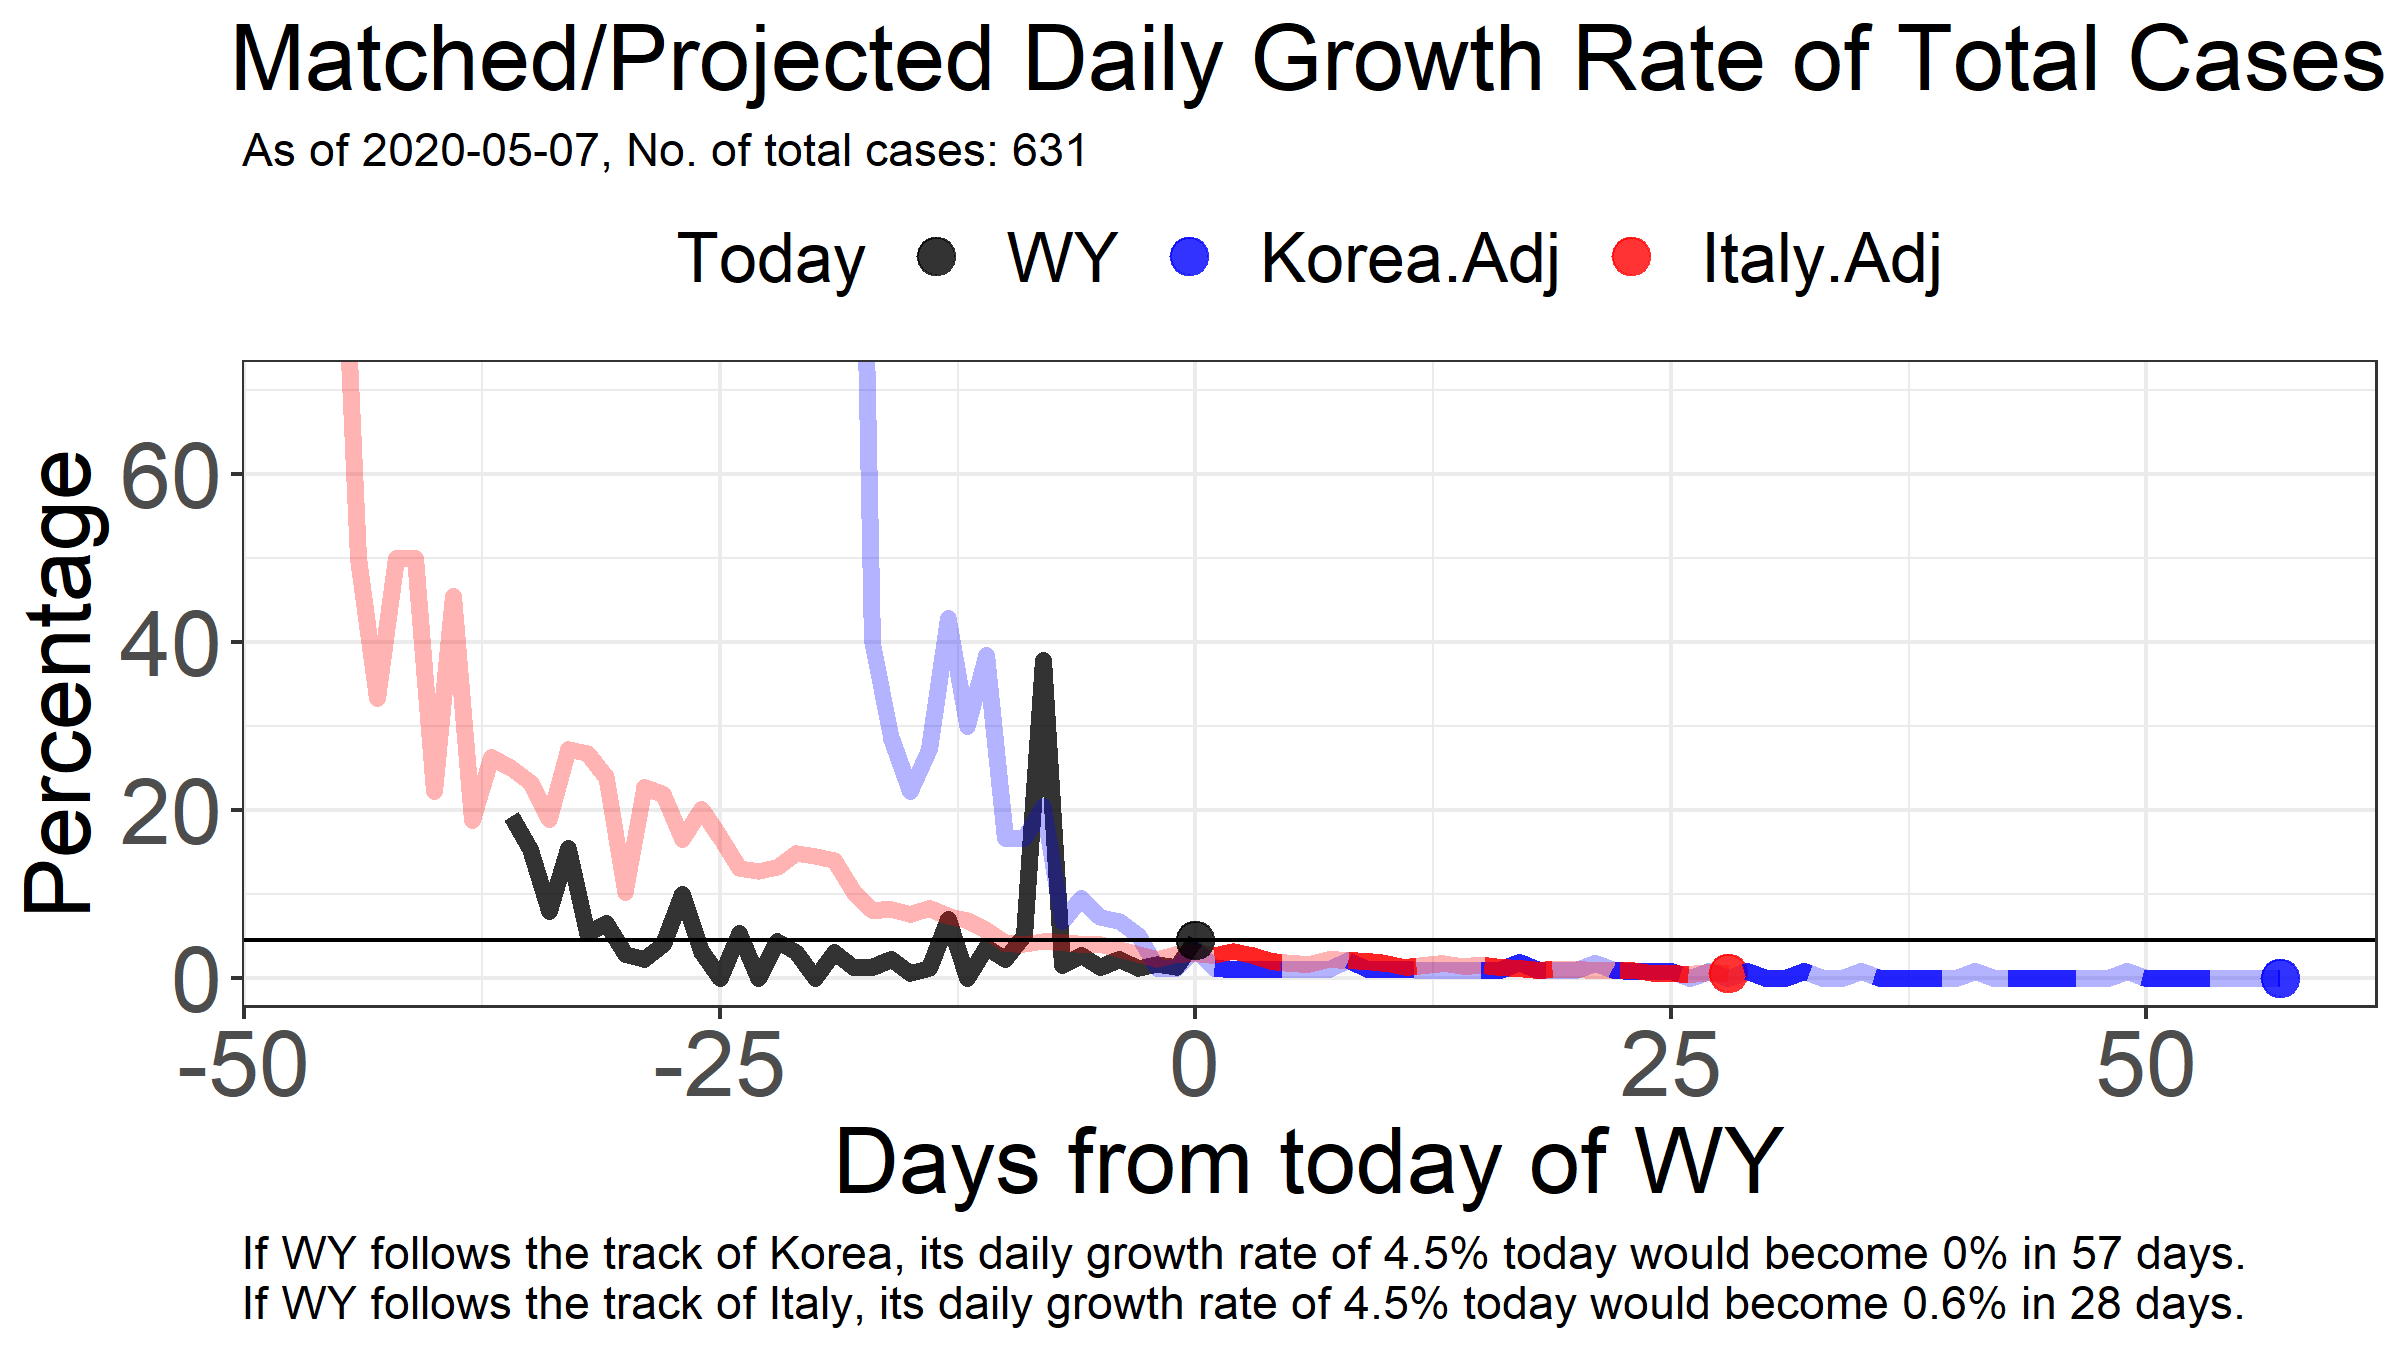 Matched/Projected Daily Growth Rate of Total Cases
As of 2020-05-07, No. of total cases: 631
Today WY Korea.Adj Italy.Adj
Percentage
60
40
20
0
-50 -25 0 25 50
Days from today of WY
If WY follows the track of Korea, its daily growth rate of 4.5% today would become 0% in 57 days.
If WY follows the track of Italy, its daily growth rate of 4.5% today would become 0.6% in 28 days.